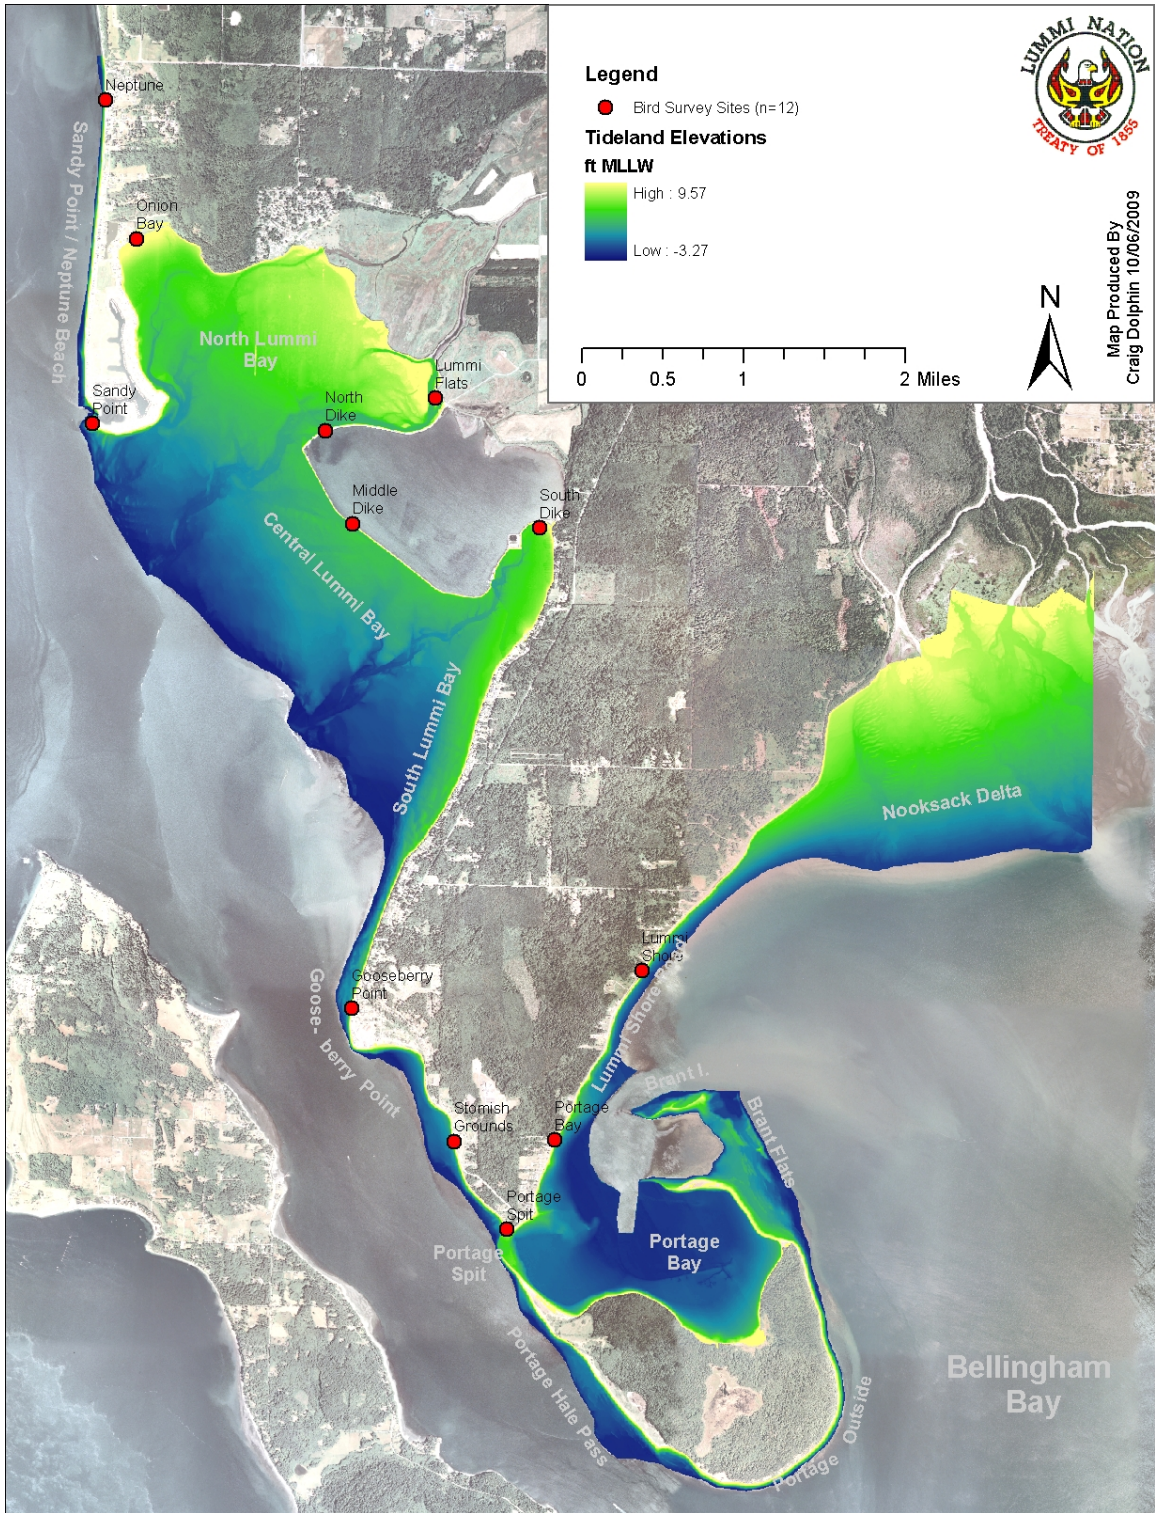 LUMMI NATION
TREATY OF 1855
Legend
Bird Survey Sites (n=12)
Tideland Elevations
ft MLLW
High : 9.57
Low : -3.27
Map Produced By
Craig Dolphin 10/06/2009
N
0 0.5 1 2 Miles
Neptune
Sandy Point / Neptune Beach
Onion
Bay
North Lummi
Bay
Lummi
Flats
Sandy
Point
North
Dike
Middle
Dike
South
Dike
Central Lummi Bay
South Lummi Bay
Nooksack Delta
Lummi
Shore
Lummi Shore Road
Gooseberry
Point
Goose- berry Point
Brant I.
Brant Flats
Stomish
Grounds
Portage
Bay
Portage
Spit
Portage
Spit
Portage
Bay
Portage Hale Pass
Bellingham
Bay
Portage Outside